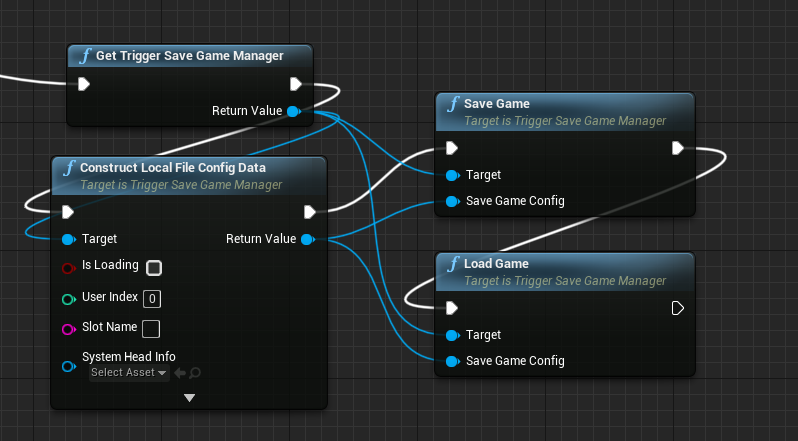 Get Trigger Save Game Manager
Return Value
Construct Local File Config Data
Target is Trigger Save Game Manager
Target
Return Value
Is Loading
User Index 0
Slot Name
System Head Info
Select Asset
Save Game
Target is Trigger Save Game Manager
Target
Save Game Config
Load Game
Target is Trigger Save Game Manager
Target
Save Game Config